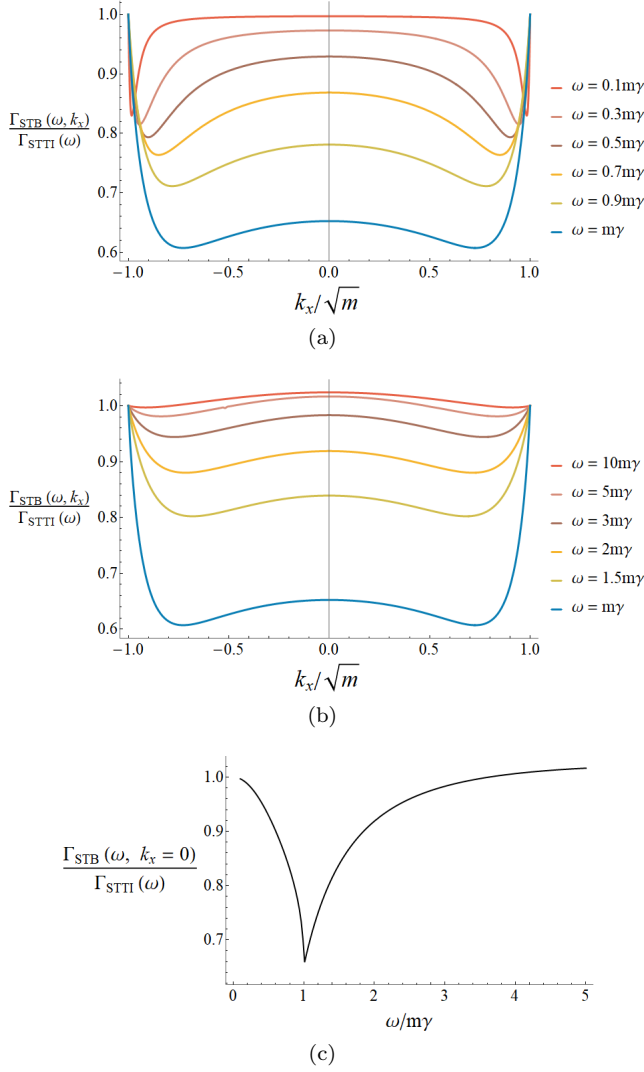 1.0
0.9
0.8
0.7
0.6
Γ_STB (ω, k_x)
Γ_STTI (ω)
−1.0 −0.5 0.0 0.5 1.0
k_x/√m
ω = 0.1mγ
ω = 0.3mγ
ω = 0.5mγ
ω = 0.7mγ
ω = 0.9mγ
ω = mγ
(a)
1.0
0.9
0.8
0.7
0.6
Γ_STB (ω, k_x)
Γ_STTI (ω)
−1.0 −0.5 0.0 0.5 1.0
k_x/√m
ω = 10mγ
ω = 5mγ
ω = 3mγ
ω = 2mγ
ω = 1.5mγ
ω = mγ
(b)
1.0
0.9
0.8
0.7
Γ_STB (ω, k_x = 0)
Γ_STTI (ω)
0 1 2 3 4 5
ω/mγ
(c)